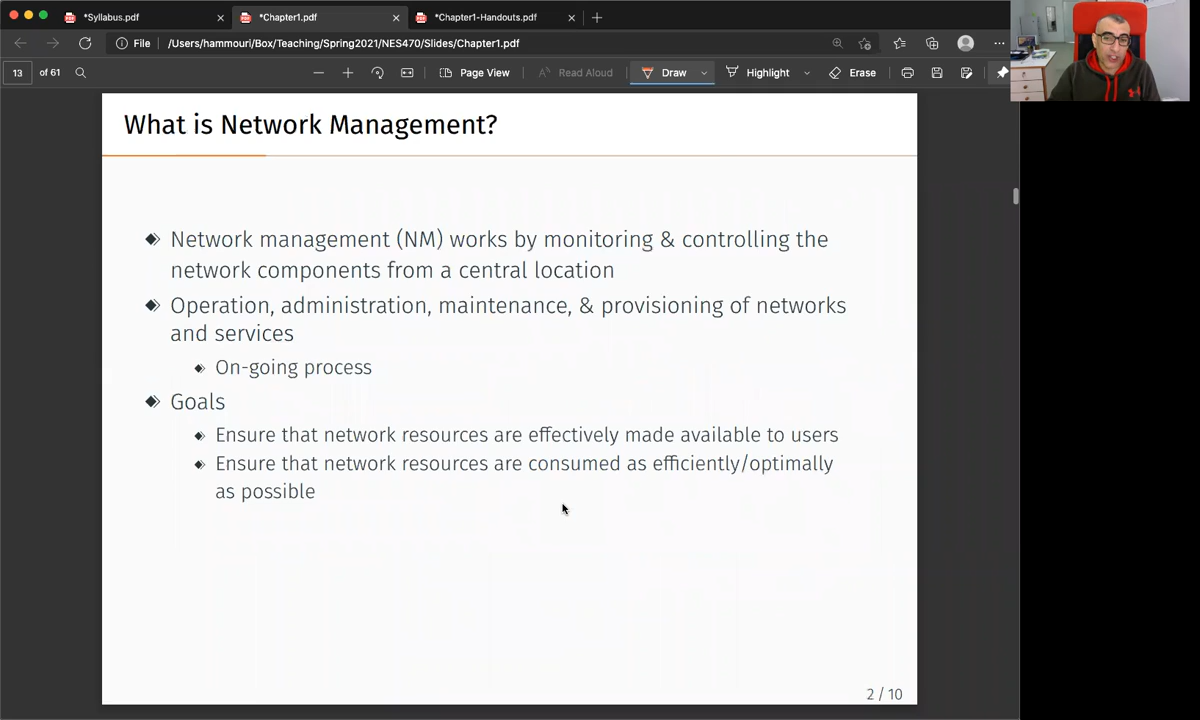 *Syllabus.pdf
*Chapter1.pdf
*Chapter1-Handouts.pdf
File
/Users/hammouri/Box/Teaching/Spring2021/NES470/Slides/Chapter1.pdf
13 of 61
Page View
Read Aloud
Draw
Highlight
Erase
What is Network Management?
Network management (NM) works by monitoring & controlling the
network components from a central location
Operation, administration, maintenance, & provisioning of networks
and services
On-going process
Goals
Ensure that network resources are effectively made available to users
Ensure that network resources are consumed as efficiently/optimally
as possible
2 / 10